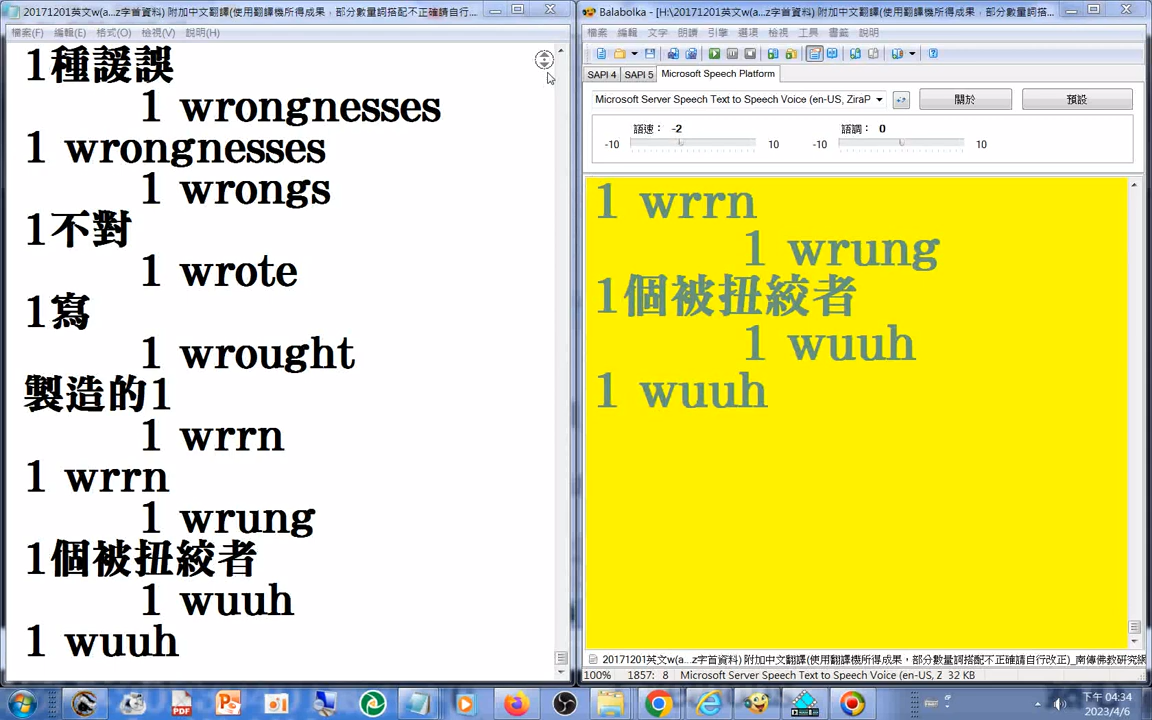 20171201英文w(a...z字首資料) 附加中文翻譯(使用翻譯機所得成果，部分數量詞搭配不正確請自行...
檔案(F) 編輯(E) 格式(O) 檢視(V) 說明(H)
1種誤謬
1 wrongnesses
1 wrongnesses
1 wrongs
1不對
1 wrote
1寫
1 wrought
製造的1
1 wrrn
1 wrrn
1 wrung
1個被扭絞者
1 wuuh
1 wuuh
Balabolka - [H:\20171201英文w(a...z字首資料) 附加中文翻譯(使用翻譯機所得成果，部分數量詞搭...
檔案 編輯 文字 朗讀 引擎 選項 檢視 工具 書籤 說明
SAPI 4 SAPI 5 Microsoft Speech Platform
Microsoft Server Speech Text to Speech Voice (en-US, ZiraP 關於 預設
語速： -2 語調： 0
-10 10 -10 10
1 wrrn
1 wrung
1個被扭絞者
1 wuuh
1 wuuh
20171201英文w(a...z字首資料) 附加中文翻譯(使用翻譯機所得成果，部分數量詞搭配不正確請自行改正)_南傳佛教研究網
100% 1857: 8 Microsoft Server Speech Text to Speech Voice (en-US, Z 32 KB
下午 04:34
2023/4/6